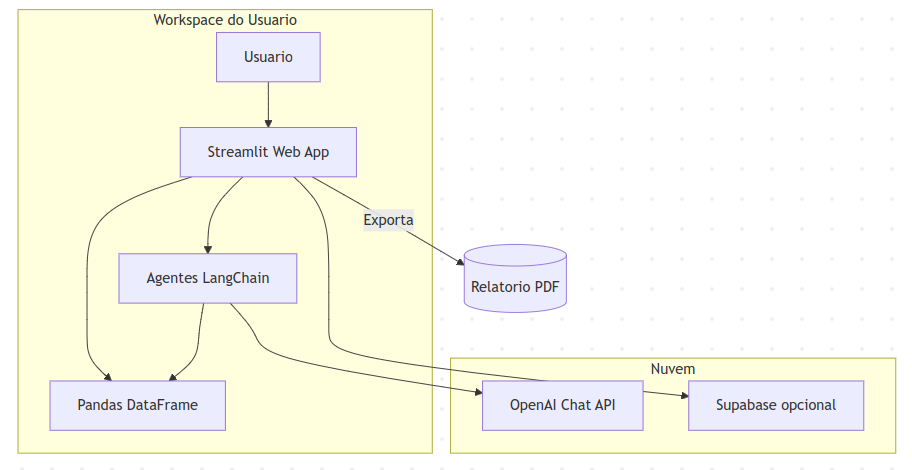 Workspace do Usuario
Usuario
Streamlit Web App
Exporta
Agentes LangChain
Relatorio PDF
Nuvem
Pandas DataFrame
OpenAI Chat API
Supabase opcional